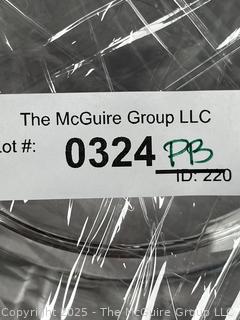 The McGuire Group LLC
Lot #: 0324 PB
ID: 220
Copyright 2025 - The McGuire Group LLC